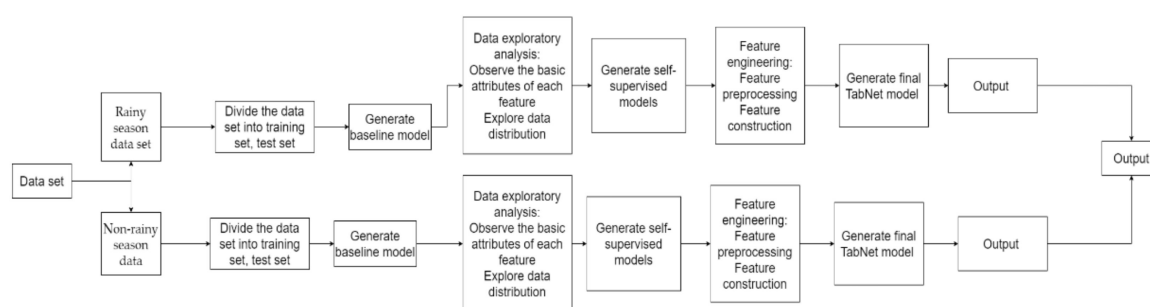 Data set
Rainy
season
data set
Divide the data
set into training
set, test set
Generate
baseline model
Data exploratory
analysis:
Observe the basic
attributes of each
feature
Explore data
distribution
Generate self-
supervised
models
Feature
engineering:
Feature
preprocessing
Feature
construction
Generate final
TabNet model
Output
Non-rainy
season
data
Divide the data
set into training
set, test set
Generate
baseline model
Data exploratory
analysis:
Observe the basic
attributes of each
feature
Explore data
distribution
Generate self-
supervised
models
Feature
engineering:
Feature
preprocessing
Feature
construction
Generate final
TabNet model
Output
Output